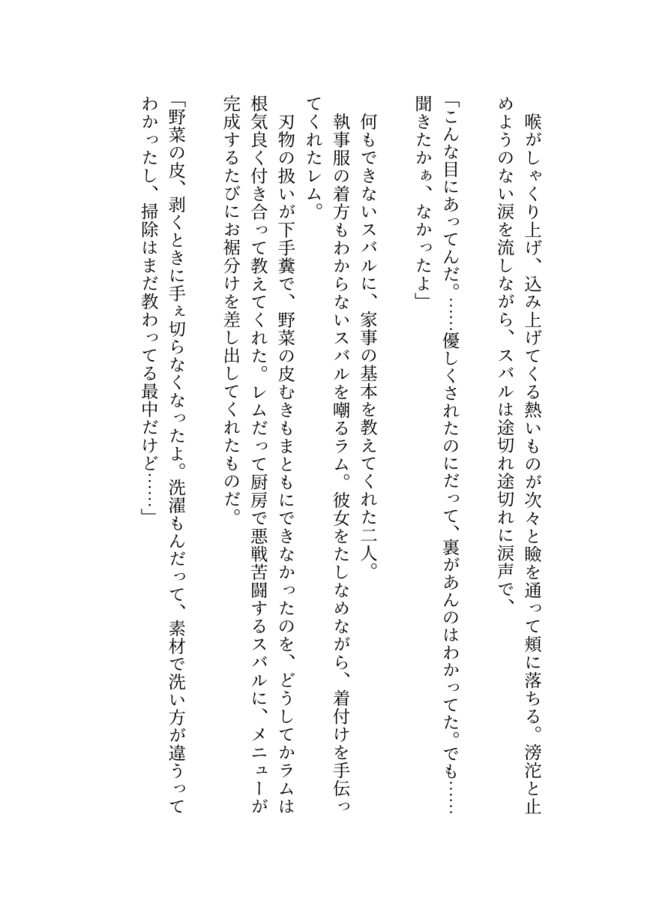 喉がしゃくり上げ、込み上げてくる熱いものが次々と瞼を通って頬に落ちる。滂沱と止
めようのない涙を流しながら、スバルは途切れ途切れに涙声で、
「こんな目にあってんだ。……優しくされたのにだって、裏があんのはわかってた。でも……
聞きたかぁ、なかったよ」
何もできないスバルに、家事の基本を教えてくれた二人。
執事服の着方もわからないスバルを嘲るラム。彼女をたしなめながら、着付けを手伝っ
てくれたレム。
刃物の扱いが下手糞で、野菜の皮むきもまともにできなかったのを、どうしてかラムは
根気良く付き合って教えてくれた。レムだって厨房で悪戦苦闘するスバルに、メニューが
完成するたびにお裾分けを差し出してくれたものだ。
「野菜の皮、剥くときに手ぇ切らなくなったよ。洗濯もんだって、素材で洗い方が違うって
わかったし、掃除はまだ教わってる最中だけど……」